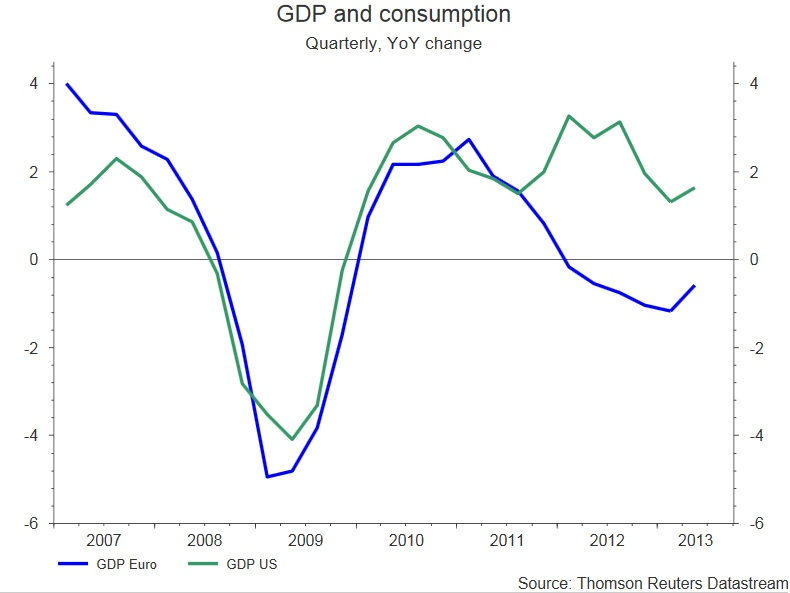 GDP and consumption
Quarterly, YoY change
4 4
2 2
0 0
-2 -2
-4 -4
-6 -6
2007 2008 2009 2010 2011 2012 2013
GDP Euro GDP US
Source: Thomson Reuters Datastream